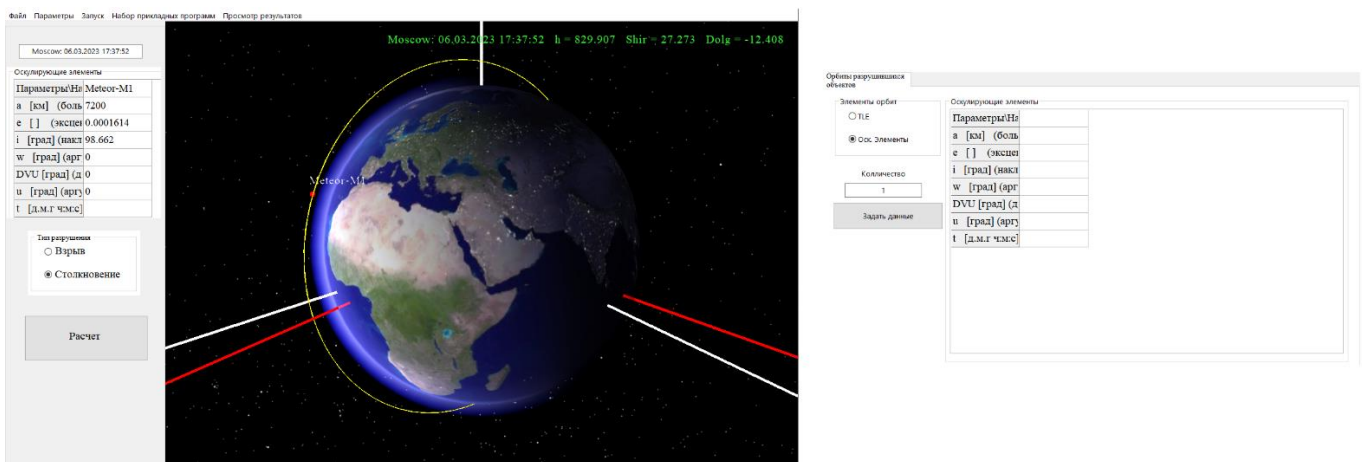 Файл Параметры Запуск Набор прикладных программ Просмотр результатов
Moscow: 06.03.2023 17:37:52
Оскулирующие элементы
Параметры\На Meteor-M1
a [км] (боль 7200
e [ ] (эксцен 0.0001614
i [град] (накл 98.662
w [град] (арг 0
DVU [град] (д 0
u [град] (аргу 0
t [д.м.г ч:м:с]
Тип разрушения
Взрыв
Столкновение
Расчет
Moscow: 06.03.2023 17:37:52 h = 829.907 Shir = 27.273 Dolg = -12.408
Meteor-M1
Орбиты разрушившихся
объектов
Элементы орбит
TLE
Оск. Элементы
Колличество
1
Задать данные
Оскулирующие элементы
Параметры\На
a [км] (боль
e [ ] (эксцен
i [град] (накл
w [град] (арг
DVU [град] (д
u [град] (аргу
t [д.м.г ч:м:с]